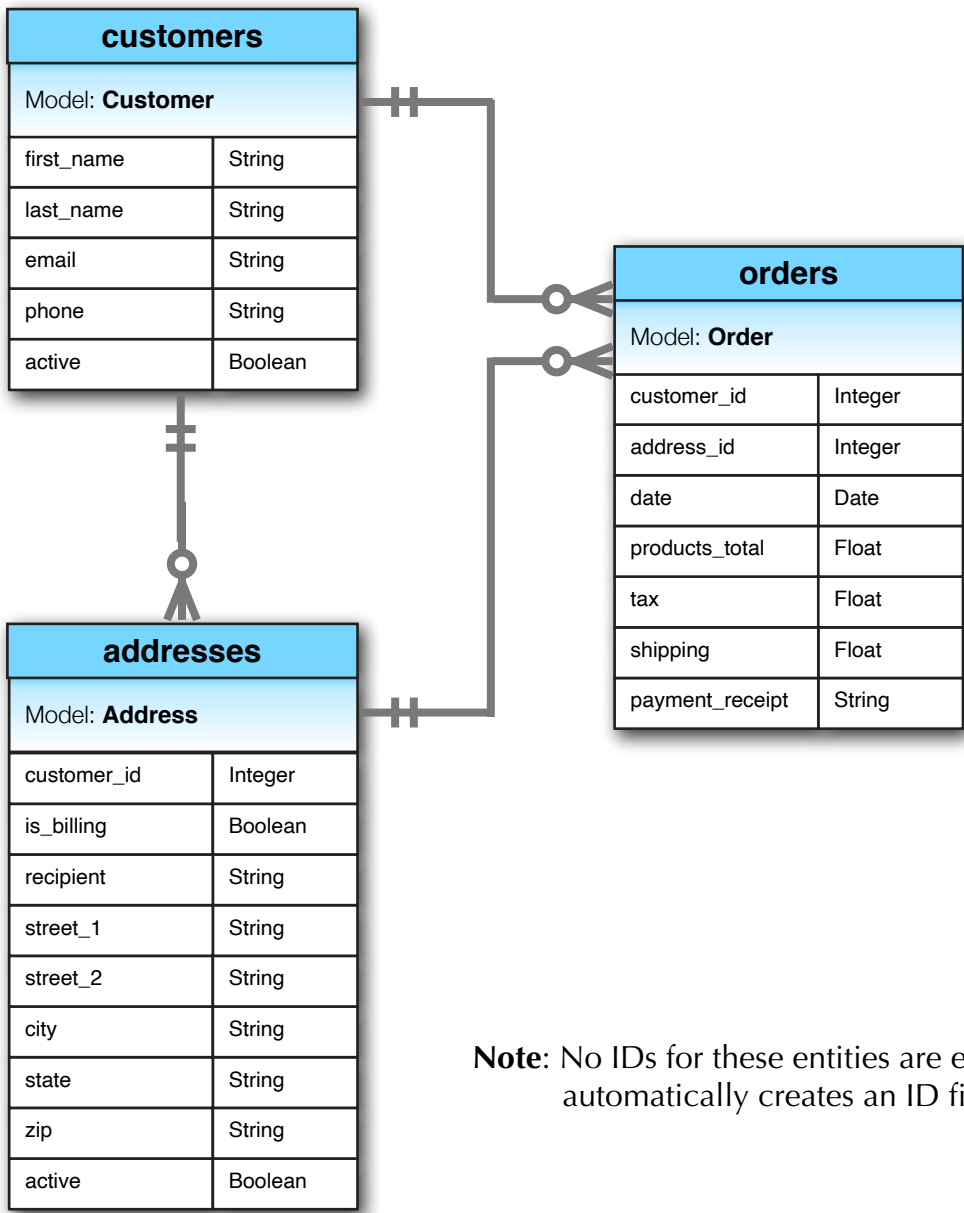 customers
Model: Customer
first_name String
last_name String
email String
phone String
active Boolean
orders
Model: Order
customer_id Integer
address_id Integer
date Date
products_total Float
tax Float
shipping Float
payment_receipt String
addresses
Model: Address
customer_id Integer
is_billing Boolean
recipient String
street_1 String
street_2 String
city String
state String
zip String
active Boolean
Note: No IDs for these entities are
automatically creates an ID